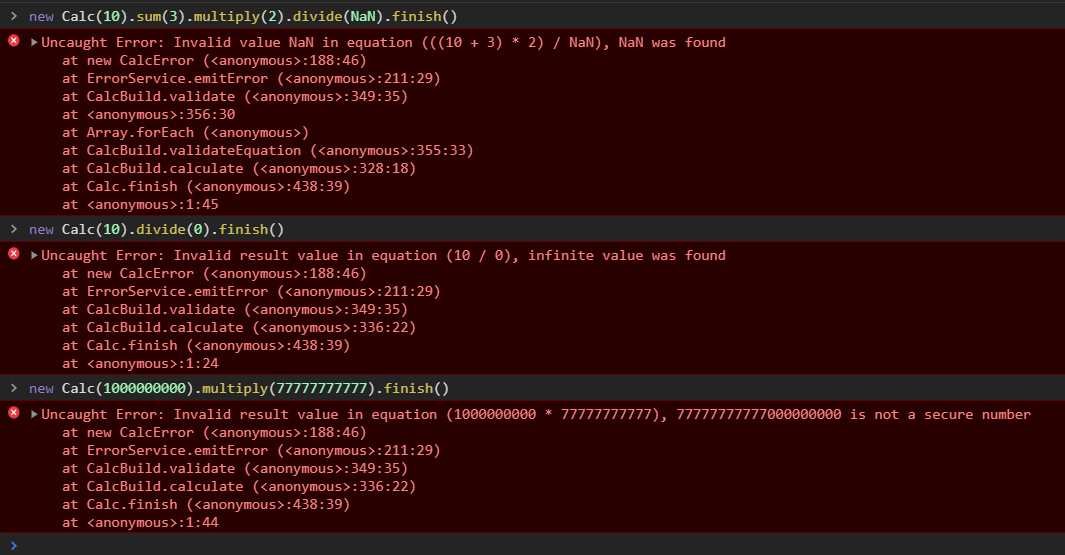 > new Calc(10).sum(3).multiply(2).divide(NaN).finish()
▶Uncaught Error: Invalid value NaN in equation (((10 + 3) * 2) / NaN), NaN was found
at new CalcError (<anonymous>:188:46)
at ErrorService.emitError (<anonymous>:211:29)
at CalcBuild.validate (<anonymous>:349:35)
at <anonymous>:356:30
at Array.forEach (<anonymous>)
at CalcBuild.validateEquation (<anonymous>:355:33)
at CalcBuild.calculate (<anonymous>:328:18)
at Calc.finish (<anonymous>:438:39)
at <anonymous>:1:45
> new Calc(10).divide(0).finish()
▶Uncaught Error: Invalid result value in equation (10 / 0), infinite value was found
at new CalcError (<anonymous>:188:46)
at ErrorService.emitError (<anonymous>:211:29)
at CalcBuild.validate (<anonymous>:349:35)
at CalcBuild.calculate (<anonymous>:336:22)
at Calc.finish (<anonymous>:438:39)
at <anonymous>:1:24
> new Calc(1000000000).multiply(77777777777).finish()
▶Uncaught Error: Invalid result value in equation (1000000000 * 77777777777), 77777777777000000000 is not a secure number
at new CalcError (<anonymous>:188:46)
at ErrorService.emitError (<anonymous>:211:29)
at CalcBuild.validate (<anonymous>:349:35)
at CalcBuild.calculate (<anonymous>:336:22)
at Calc.finish (<anonymous>:438:39)
at <anonymous>:1:44
>